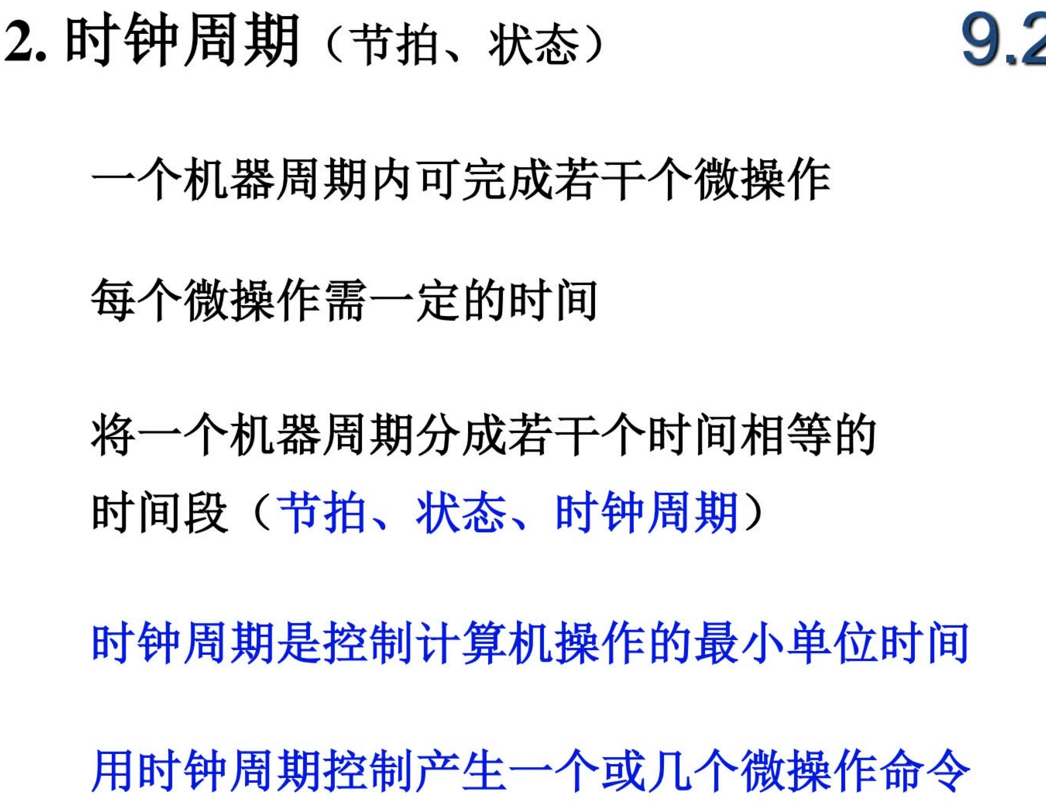 2. 时钟周期（节拍、状态） 9.2
一个机器周期内可完成若干个微操作
每个微操作需一定的时间
将一个机器周期分成若干个时间相等的
时间段（节拍、状态、时钟周期）
时钟周期是控制计算机操作的最小单位时间
用时钟周期控制产生一个或几个微操作命令